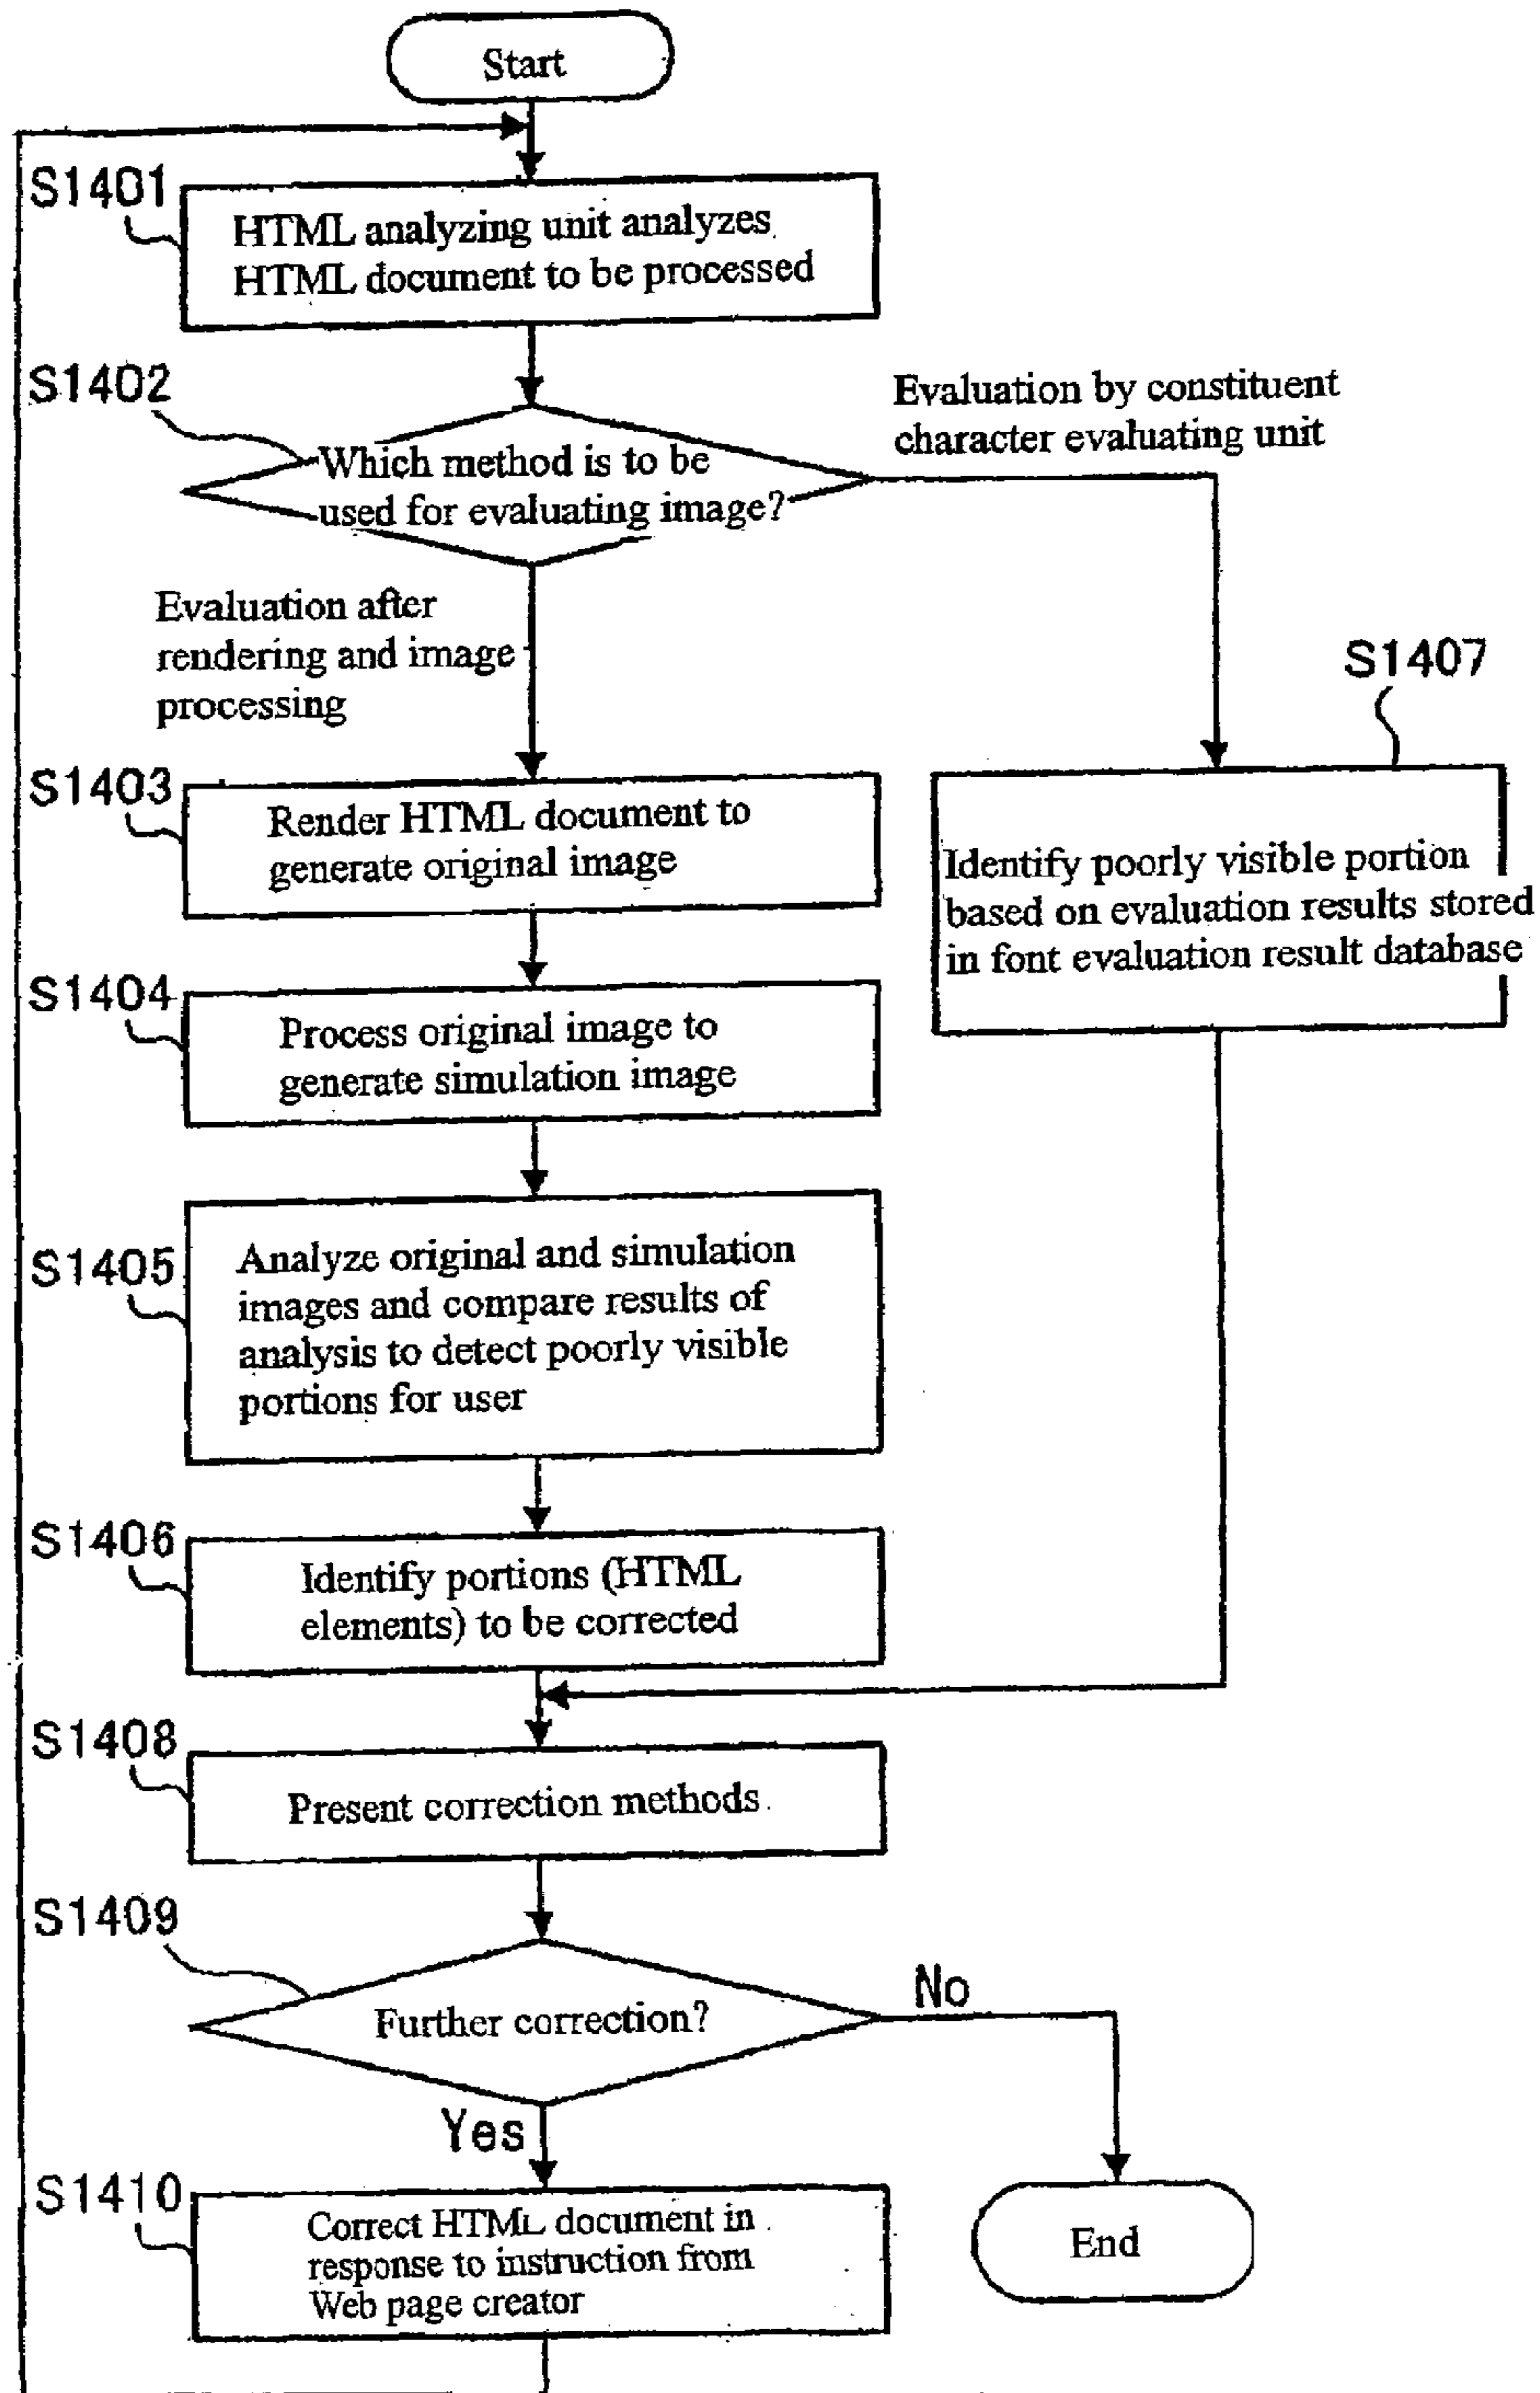 Start
S1401
HTML analyzing unit analyzes
HTML document to be processed
S1402
Which method is to be
used for evaluating image?
Evaluation by constituent
character evaluating unit
Evaluation after
rendering and image
processing
S1403
Render HTML document to
generate original image
S1407
Identify poorly visible portion
based on evaluation results stored
in font evaluation result database
S1404
Process original image to
generate simulation image
S1405
Analyze original and simulation
images and compare results of
analysis to detect poorly visible
portions for user
S1406
Identify portions (HTML
elements) to be corrected
S1408
Present correction methods
S1409
Further correction?
No
Yes
S1410
Correct HTML document in
response to instruction from
Web page creator
End